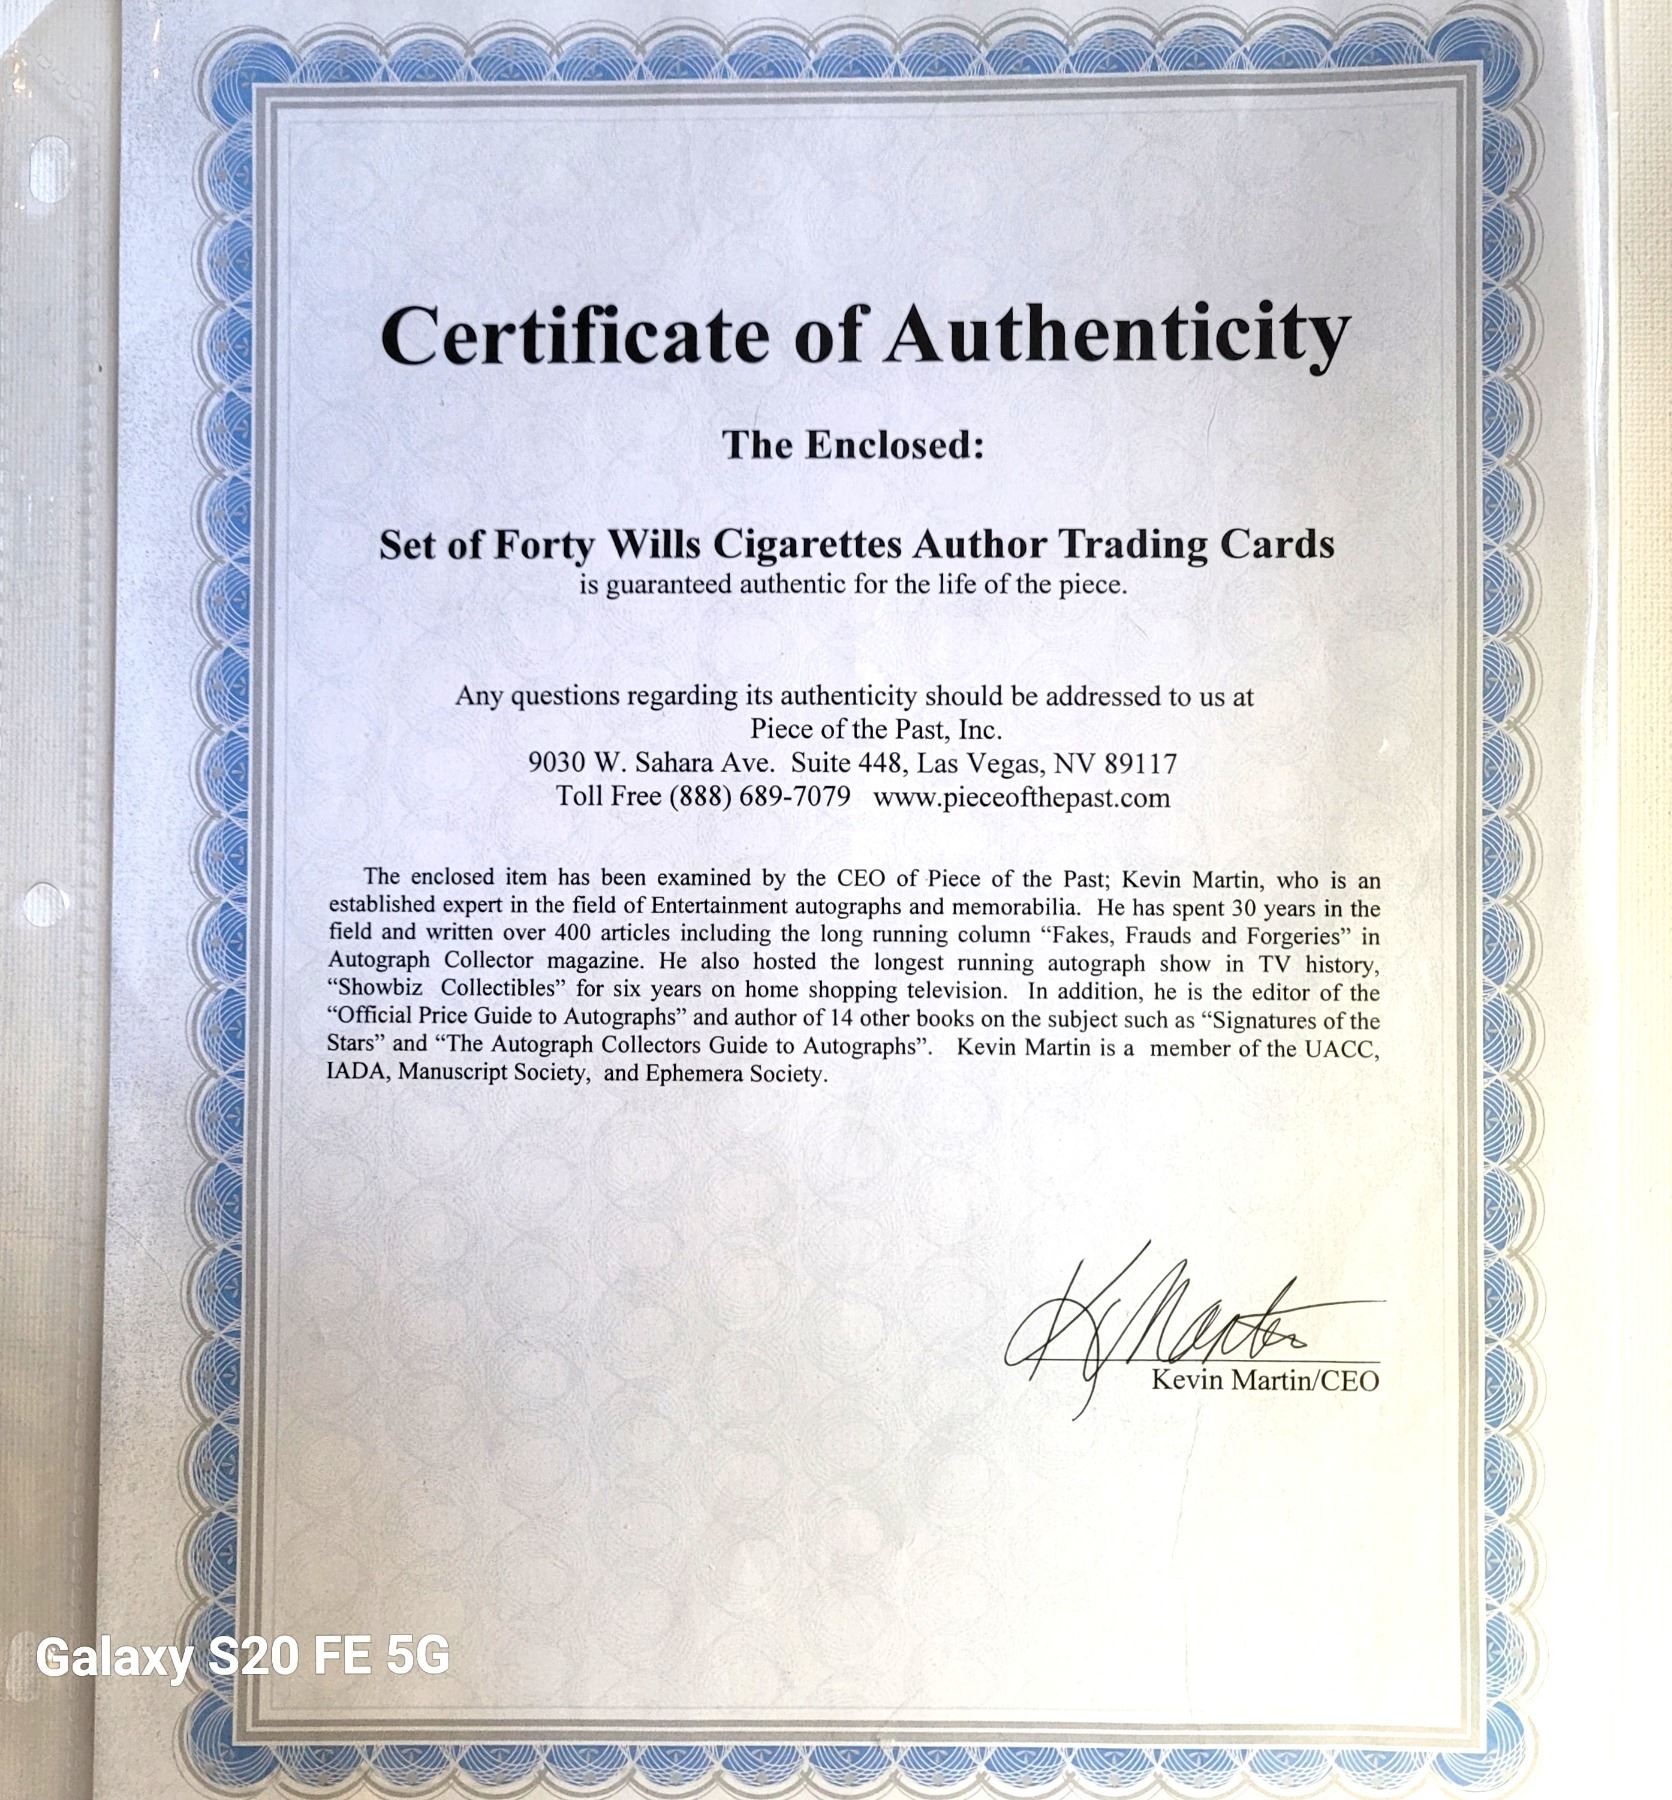 Certificate of Authenticity
The Enclosed:
Set of Forty Wills Cigarettes Author Trading Cards
is guaranteed authentic for the life of the piece.
Any questions regarding its authenticity should be addressed to us at
Piece of the Past, Inc.
9030 W. Sahara Ave. Suite 448, Las Vegas, NV 89117
Toll Free (888) 689-7079 www.pieceofthepast.com
The enclosed item has been examined by the CEO of Piece of the Past; Kevin Martin, who is an
established expert in the field of Entertainment autographs and memorabilia. He has spent 30 years in the
field and written over 400 articles including the long running column “Fakes, Frauds and Forgeries” in
Autograph Collector magazine. He also hosted the longest running autograph show in TV history,
“Showbiz Collectibles” for six years on home shopping television. In addition, he is the editor of the
“Official Price Guide to Autographs” and author of 14 other books on the subject such as “Signatures of the
Stars” and “The Autograph Collectors Guide to Autographs”. Kevin Martin is a member of the UACC,
IADA, Manuscript Society, and Ephemera Society.
K Martin
Kevin Martin/CEO
Galaxy S20 FE 5G